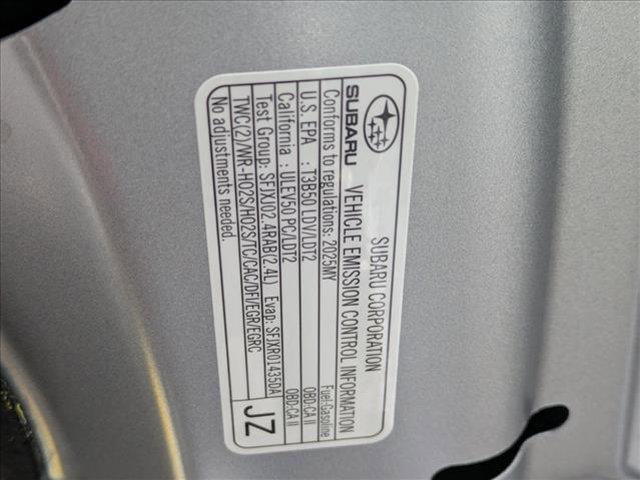 SUBARU CORPORATION
SUBARU VEHICLE EMISSION CONTROL INFORMATION
Conforms to regulations: 2025MY Fuel:Gasoline
U.S. EPA : T3B50 LDV/LDT2 OBD:CA II
California : ULEV50 PC/LDT2 OBD:CA II
Test Group: SFJXJ02.4RAB(2.4L) Evap: SFJXR01435DA
TWC(2)/WR-HO2S/HO2S/TC/CAC/DFI/EGR/EGRC
No adjustments needed.
JZ